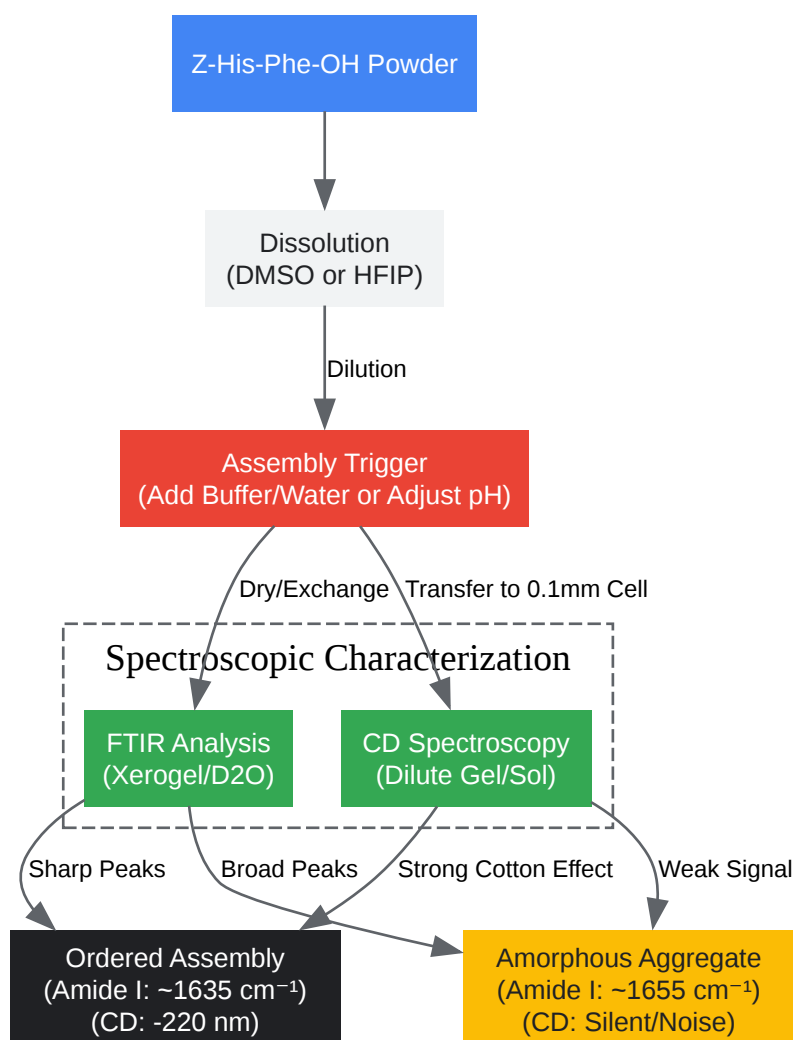 Z-His-Phe-OH Powder
Dissolution
(DMSO or HFIP)
Dilution
Assembly Trigger
(Add Buffer/Water or Adjust pH)
Dry/Exchange
Transfer to 0.1mm Cell
Spectroscopic Characterization
FTIR Analysis
(Xerogel/D2O)
CD Spectroscopy
(Dilute Gel/Sol)
Sharp Peaks
Broad Peaks
Strong Cotton Effect
Weak Signal
Ordered Assembly
(Amide I: ~1635 cm⁻¹)
(CD: -220 nm)
Amorphous Aggregate
(Amide I: ~1655 cm⁻¹)
(CD: Silent/Noise)